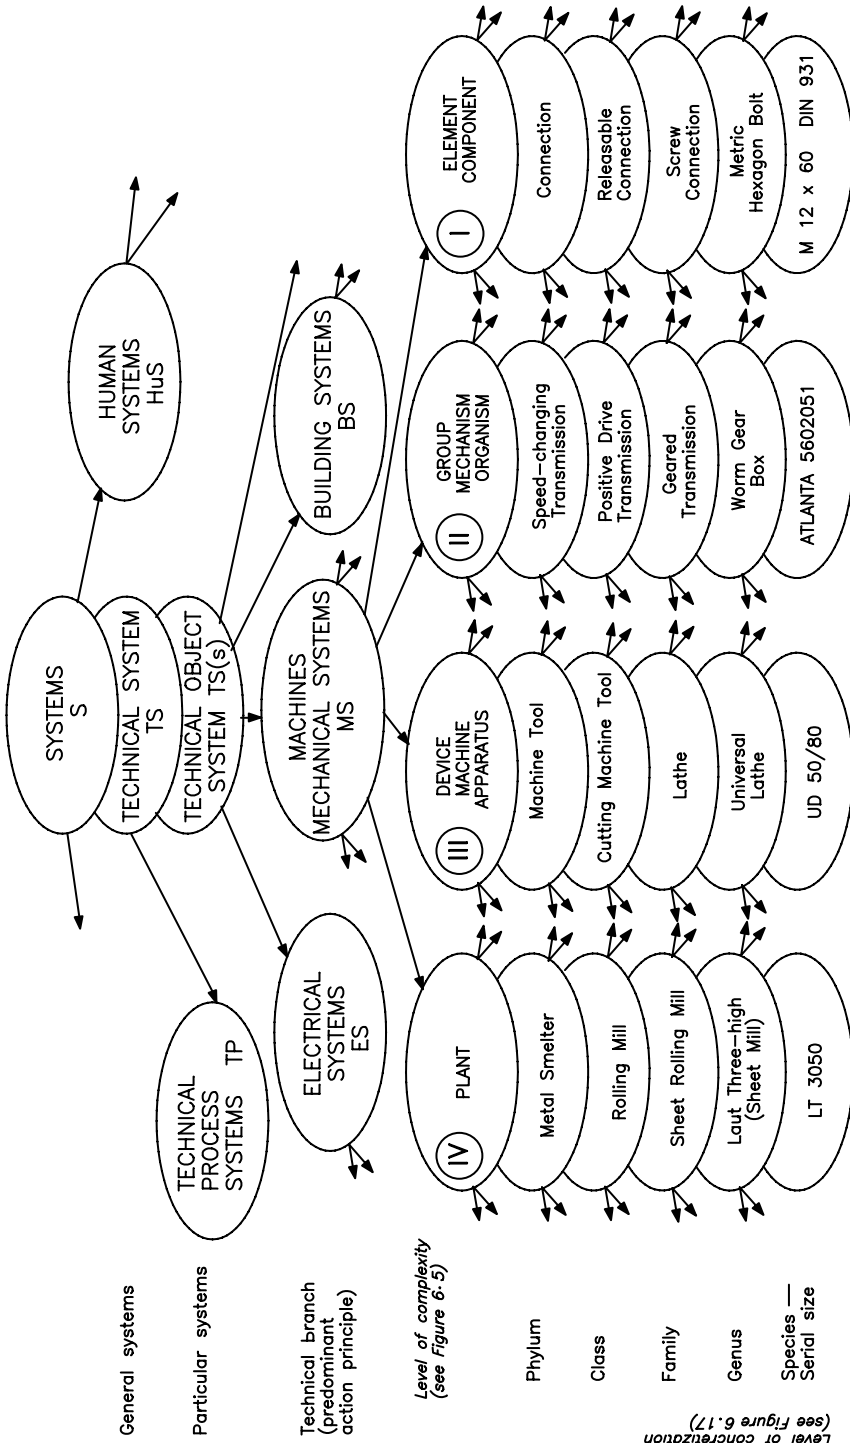 General systems
Particular systems
Technical branch
(predominant
action principle)
Level of complexity
(see Figure 6·5)
Phylum
Class
Family
Genus
Species —
Serial size
Level of concretization
(see Figure 6.17)
SYSTEMS
S
HUMAN
SYSTEMS
HuS
TECHNICAL SYSTEM
TS
TECHNICAL OBJECT
SYSTEM TS(s)
TECHNICAL
PROCESS
SYSTEMS TP
ELECTRICAL
SYSTEMS
ES
MACHINES
MECHANICAL SYSTEMS
MS
BUILDING SYSTEMS
BS
IV
PLANT
Metal Smelter
Rolling Mill
Sheet Rolling Mill
Laut Three-high
(Sheet Mill)
LT 3050
III
DEVICE
MACHINE
APPARATUS
Machine Tool
Cutting Machine Tool
Lathe
Universal
Lathe
UD 50/80
II
GROUP
MECHANISM
ORGANISM
Speed-changing
Transmission
Positive Drive
Transmission
Geared
Transmission
Worm Gear
Box
ATLANTA 5602051
I
ELEMENT
COMPONENT
Connection
Releasable
Connection
Screw
Connection
Metric
Hexagon Bolt
M 12 x 60 DIN 931